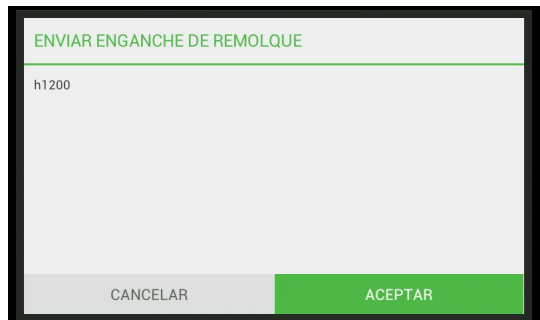 ENVIAR ENGANCHE DE REMOLQUE
h1200
CANCELAR
ACEPTAR